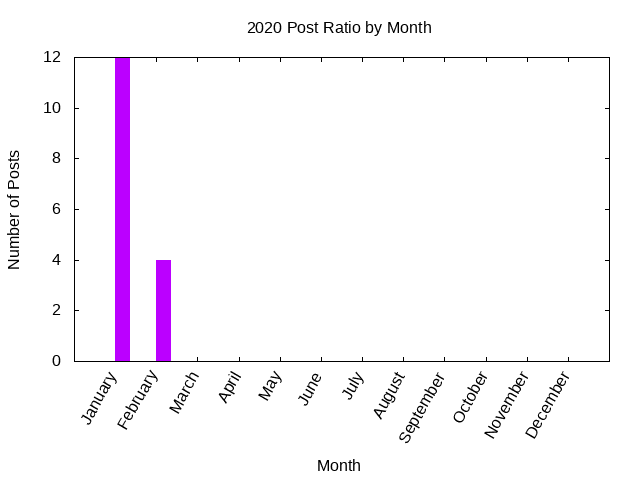 2020 Post Ratio by Month
12
10
8
6
4
2
0
Number of Posts
January
February
March
April
May
June
July
August
September
October
November
December
Month